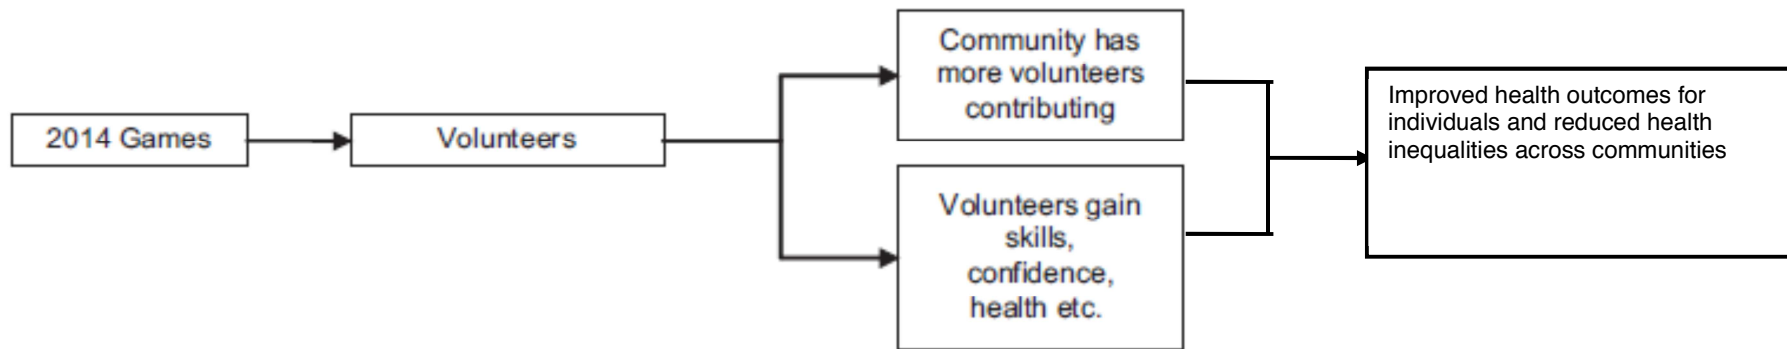 2014 Games
Volunteers
Community has
more volunteers
contributing
Volunteers gain
skills,
confidence,
health etc.
Improved health outcomes for
individuals and reduced health
inequalities across communities